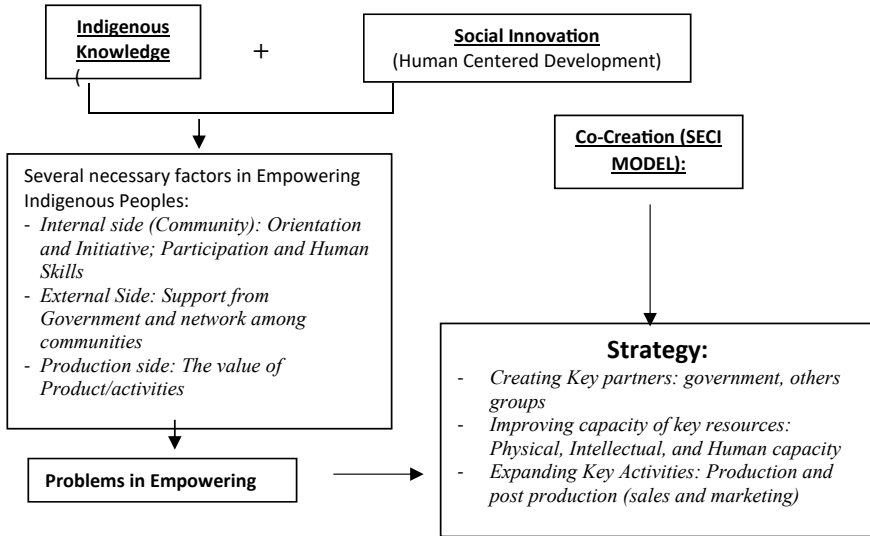 Indigenous
Knowledge
(
+
Social Innovation
(Human Centered Development)
Co-Creation (SECI
MODEL):
Several necessary factors in Empowering
Indigenous Peoples:
- Internal side (Community): Orientation
and Initiative; Participation and Human
Skills
- External Side: Support from
Government and network among
communities
- Production side: The value of
Product/activities
Problems in Empowering
Strategy:
- Creating Key partners: government, others
groups
- Improving capacity of key resources:
Physical, Intellectual, and Human capacity
- Expanding Key Activities: Production and
post production (sales and marketing)